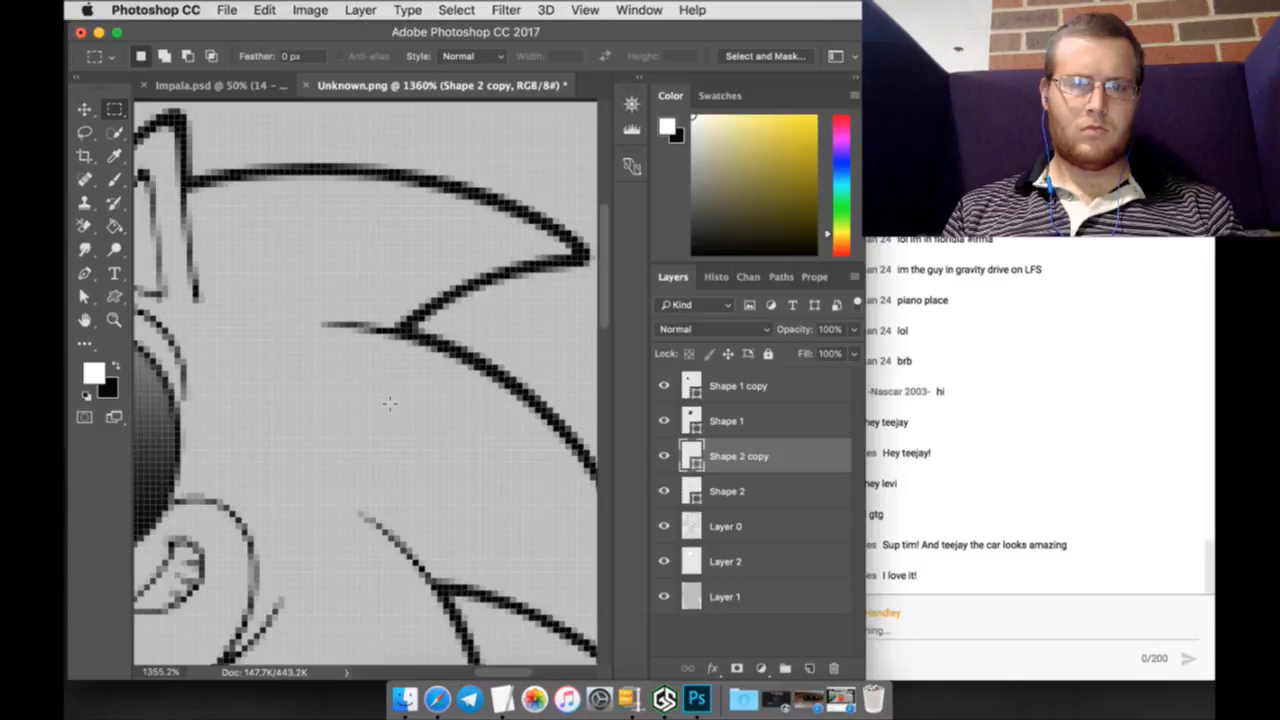 Photoshop CC File Edit Image Layer Type Select Filter 3D View Window Help
Adobe Photoshop CC 2017
Feather: 0 px Anti-alias Style: Normal Width: Height: Select and Mask...
Impala.psd @ 50% (14 - ... Unknown.png @ 1360% (Shape 2 copy, RGB/8#) *
Color Swatches
Layers Histo Chan Paths Prope
Kind
Normal Opacity: 100%
Lock: Fill: 100%
Shape 1 copy
Shape 1
Shape 2 copy
Shape 2
Layer 0
Layer 2
Layer 1
1355.2% Doc: 147.7K/443.2K
an 24 lol im in floridia #irma
an 24 im the guy in gravity drive on LFS
an 24 piano place
an 24 lol
an 24 brb
-Nascar 2003- hi
hey teejay
es Hey teejay!
ey levi
gtg
es Sup tim! And teejay the car looks amazing
es I love it!
Handley
hing...
0/200